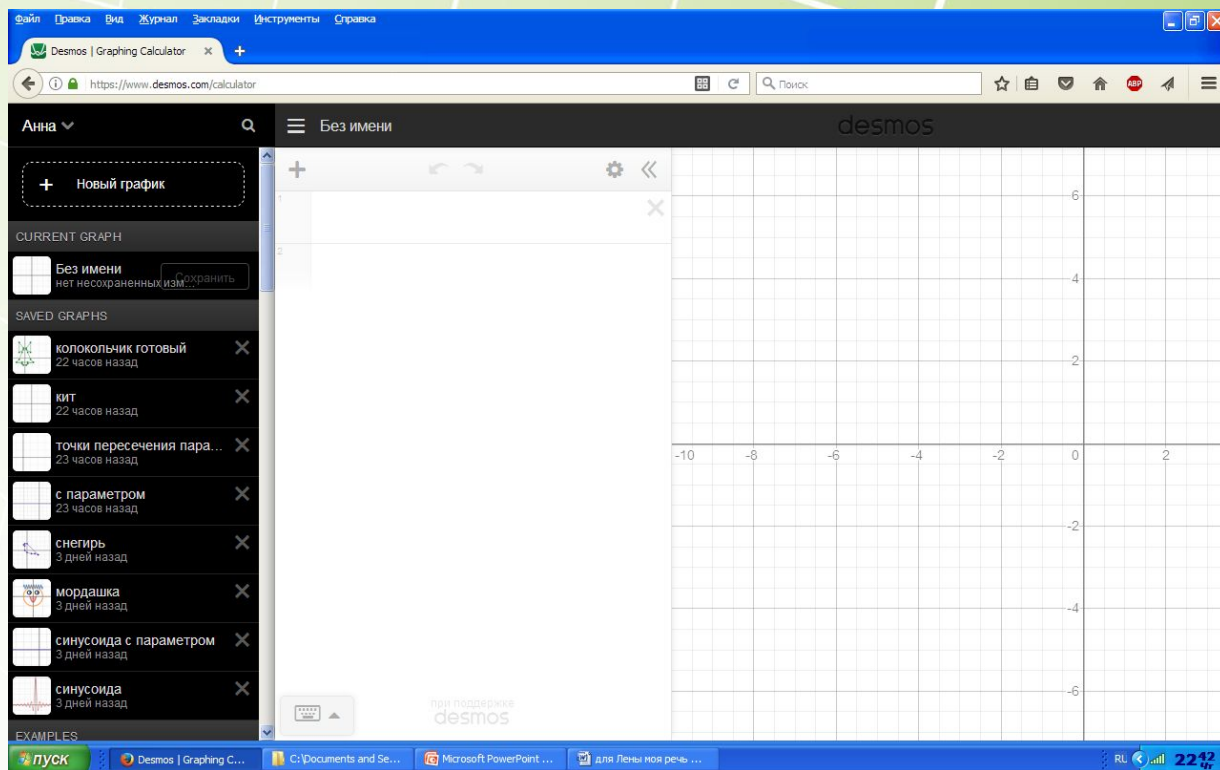 Файл Правка Вид Журнал Закладки Инструменты Справка
Desmos | Graphing Calculator
https://www.desmos.com/calculator
Поиск
ABP
Анна
Без имени
desmos
+ Новый график
CURRENT GRAPH
Без имени
Сохранить
нет несохраненных изм...
SAVED GRAPHS
колокольчик готовый
22 часов назад
кит
22 часов назад
точки пересечения пара...
23 часов назад
с параметром
23 часов назад
снегирь
3 дней назад
мордашка
3 дней назад
синусоида с параметром
3 дней назад
синусоида
3 дней назад
EXAMPLES
1
2
при поддержке
desmos
6
4
2
-10 -8 -6 -4 -2 0 2
-2
-4
-6
пуск
Desmos | Graphing C...
C:\Documents and Se...
Microsoft PowerPoint ...
для Лены моя речь ...
RU
22 42
Чт